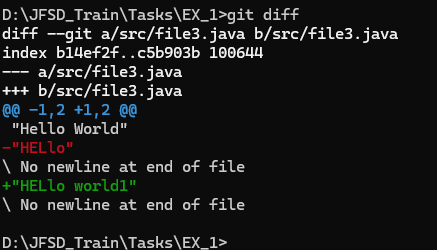 D:\JFSD_Train\Tasks\EX_1>git diff
diff --git a/src/file3.java b/src/file3.java
index b14ef2f..c5b903b 100644
--- a/src/file3.java
+++ b/src/file3.java
@@ -1,2 +1,2 @@
 "Hello World"
-"HELlo"
\ No newline at end of file
+"HELlo world1"
\ No newline at end of file
D:\JFSD_Train\Tasks\EX_1>